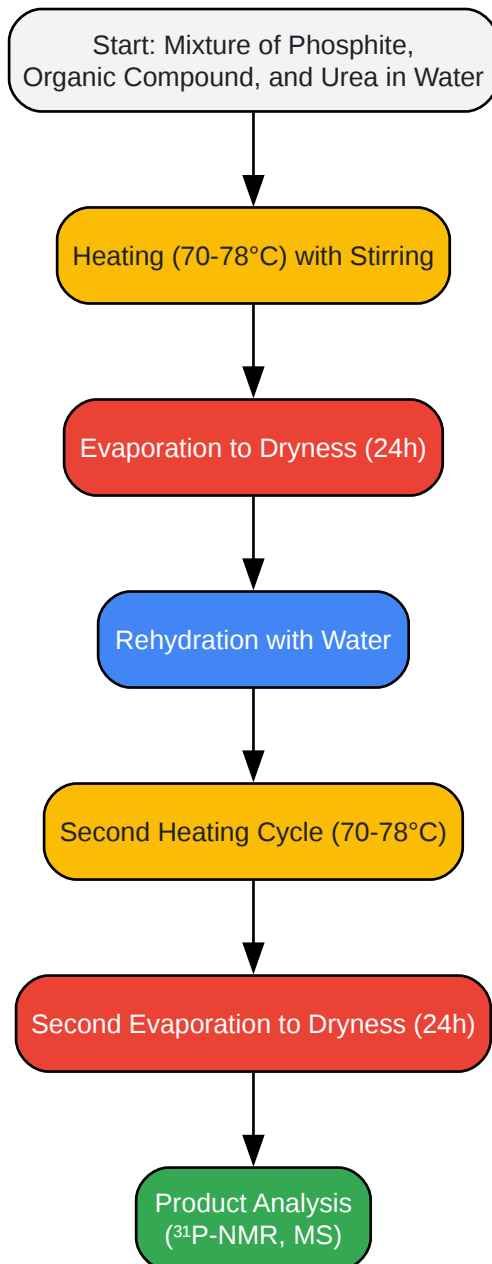 Start: Mixture of Phosphite,
Organic Compound, and Urea in Water
Heating (70-78°C) with Stirring
Evaporation to Dryness (24h)
Rehydration with Water
Second Heating Cycle (70-78°C)
Second Evaporation to Dryness (24h)
Product Analysis
(³¹P-NMR, MS)